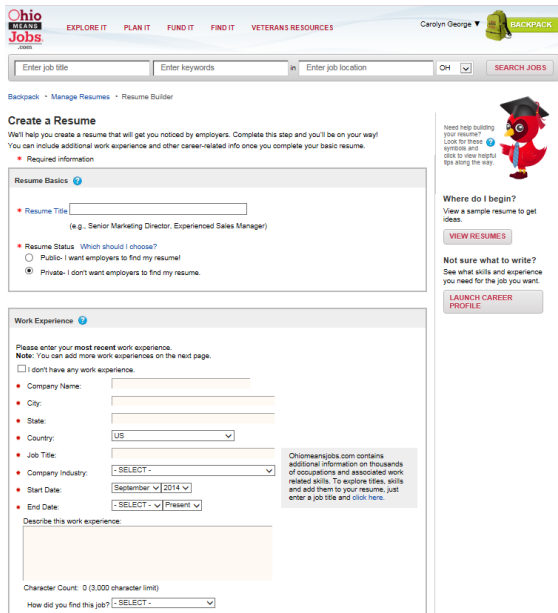 Ohio
MEANS
Jobs
.com
EXPLORE IT PLAN IT FUND IT FIND IT VETERANS RESOURCES
Carolyn George ▼
BACKPACK
Enter job title Enter keywords in Enter job location OH SEARCH JOBS
Backpack • Manage Resumes • Resume Builder
Create a Resume
We'll help you create a resume that will get you noticed by employers. Complete this step and you'll be on your way!
You can include additional work experience and other career-related info once you complete your basic resume.
* Required information
Need help building
your resume?
Look for these ?
symbols and
click to view helpful
tips along the way.
Resume Basics ?
* Resume Title
(e.g., Senior Marketing Director, Experienced Sales Manager)
* Resume Status Which should I choose?
Public- I want employers to find my resume!
Private- I don't want employers to find my resume.
Where do I begin?
View a sample resume to get
ideas.
VIEW RESUMES
Not sure what to write?
See what skills and experience
you need for the job you want.
LAUNCH CAREER
PROFILE
Work Experience ?
Please enter your most recent work experience.
Note: You can add more work experiences on the next page.
I don't have any work experience.
* Company Name:
* City:
* State:
* Country: US
* Job Title:
* Company Industry: - SELECT -
* Start Date: September 2014
* End Date: - SELECT - Present
Ohiomeansjobs.com contains
additional information on thousands
of occupations and associated work
related skills. To explore titles, skills
and add them to your resume, just
enter a job title and click here.
Describe this work experience:
Character Count: 0 (3,000 character limit)
How did you find this job? - SELECT -